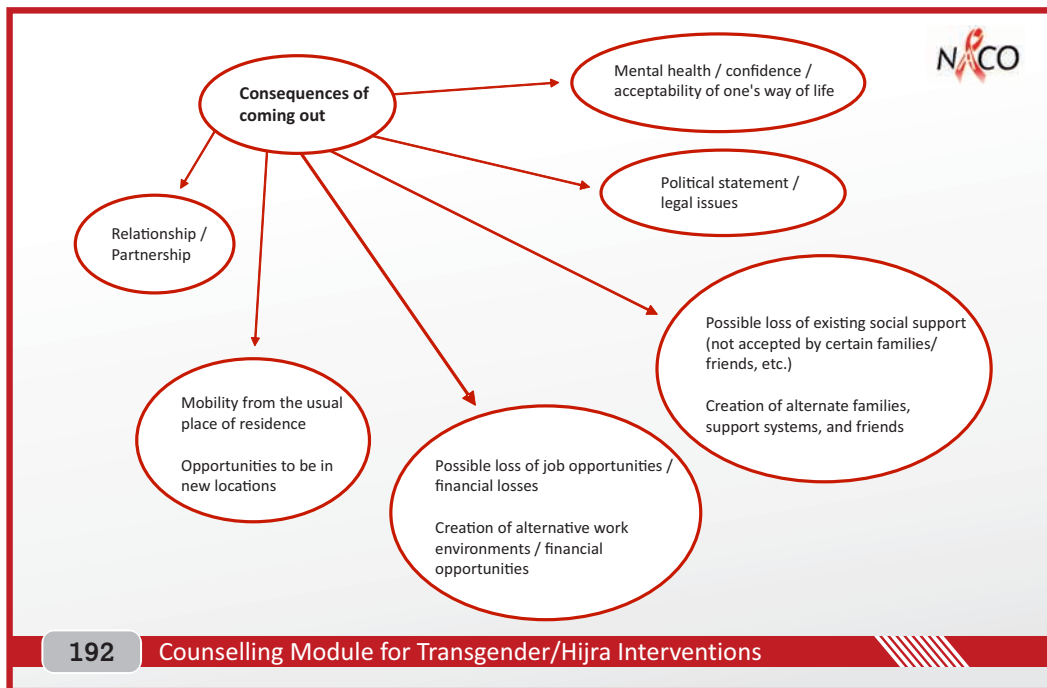 NACO
Consequences of
coming out
Mental health / confidence /
acceptability of one's way of life
Political statement /
legal issues
Relationship /
Partnership
Possible loss of existing social support
(not accepted by certain families/
friends, etc.)
Creation of alternate families,
support systems, and friends
Mobility from the usual
place of residence
Opportunities to be in
new locations
Possible loss of job opportunities /
financial losses
Creation of alternative work
environments / financial
opportunities
192
Counselling Module for Transgender/Hijra Interventions